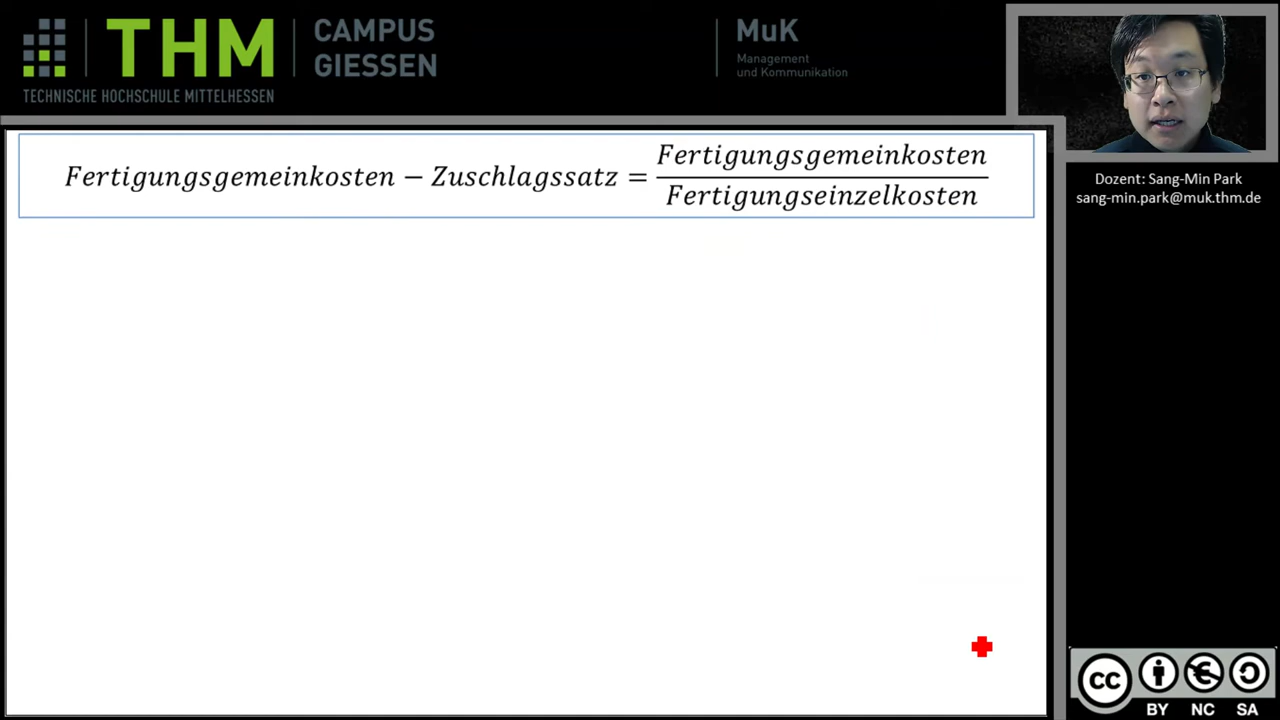 THM
CAMPUS
GIESSEN
TECHNISCHE HOCHSCHULE MITTELHESSEN
MuK
Management
und Kommunikation
Fertigungsgemeinkosten − Zuschlagssatz = Fertigungsgemeinkosten
Fertigungseinzelkosten
Dozent: Sang-Min Park
sang-min.park@muk.thm.de
cc
BY NC SA